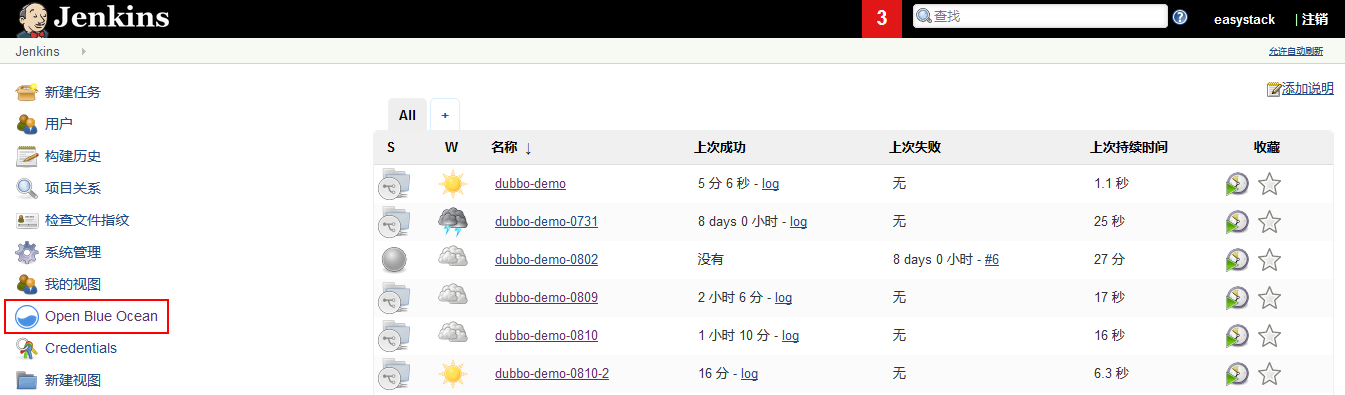 Jenkins
3
查找
easystack
| 注销
Jenkins
允许自动刷新
新建任务
用户
构建历史
项目关系
检查文件指纹
系统管理
我的视图
Open Blue Ocean
Credentials
新建视图
添加说明
All +
S W 名称 ↓ 上次成功 上次失败 上次持续时间 收藏
dubbo-demo 5 分 6 秒 - log 无 1.1 秒
dubbo-demo-0731 8 days 0 小时 - log 无 25 秒
dubbo-demo-0802 没有 8 days 0 小时 - #6 27 分
dubbo-demo-0809 2 小时 6 分 - log 无 17 秒
dubbo-demo-0810 1 小时 10 分 - log 无 16 秒
dubbo-demo-0810-2 16 分 - log 无 6.3 秒